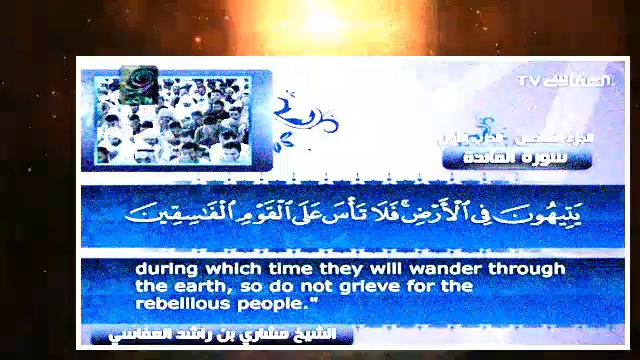 العفاسي TV
سورة المائدة
يَتِيهُونَ فِي الْأَرْضِ ۚ فَلَا تَأْسَ عَلَى الْقَوْمِ الْفَاسِقِينَ
during which time they will wander through
the earth, so do not grieve for the
rebellious people."
الشيخ مشاري بن راشد العفاسي